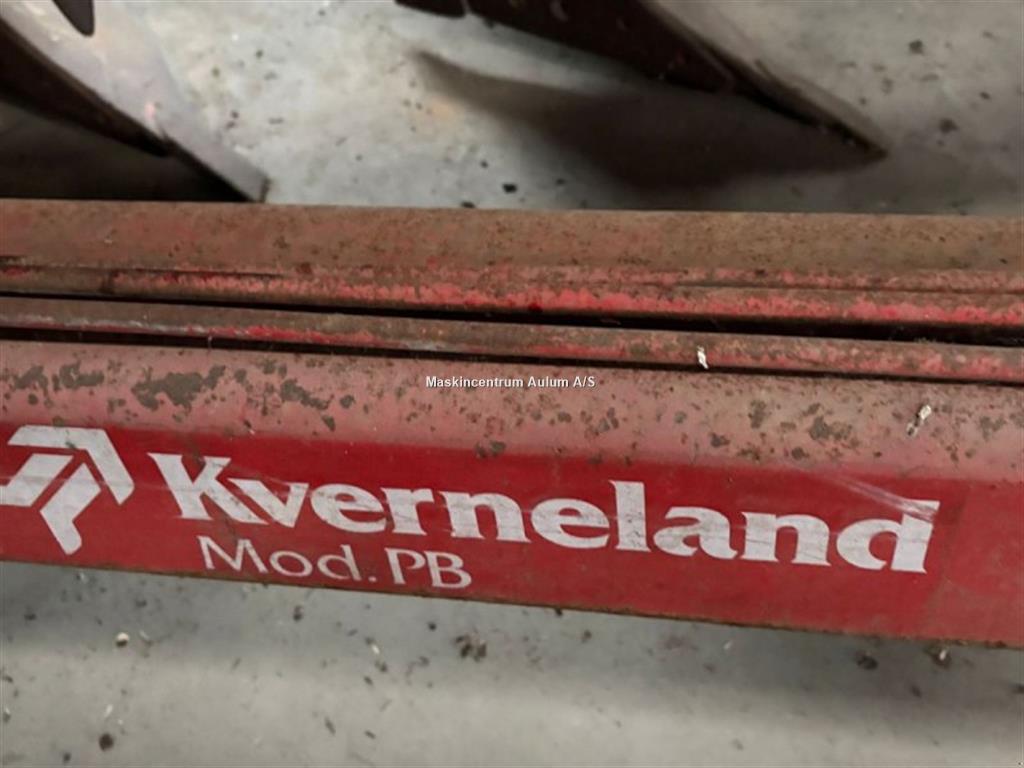 Maskincentrum Aulum A/S
Kverneland
Mod. PB